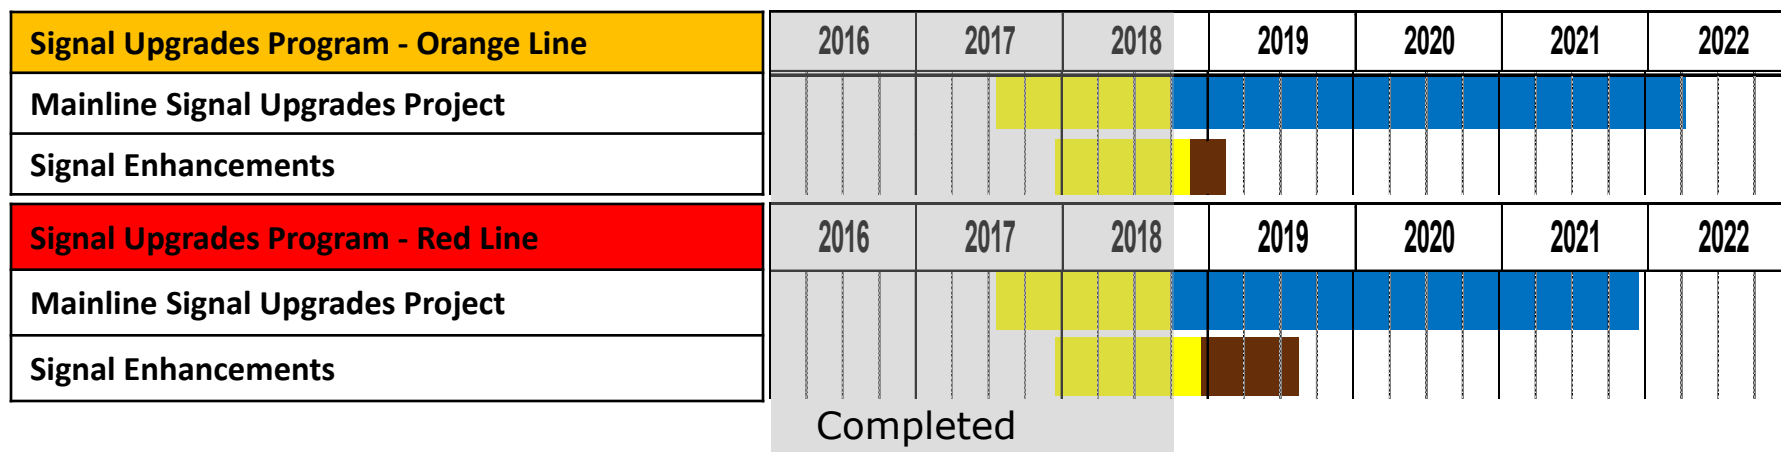 Signal Upgrades Program - Orange Line 2016 2017 2018 2019 2020 2021 2022
Mainline Signal Upgrades Project
Signal Enhancements
Signal Upgrades Program - Red Line 2016 2017 2018 2019 2020 2021 2022
Mainline Signal Upgrades Project
Signal Enhancements
Completed